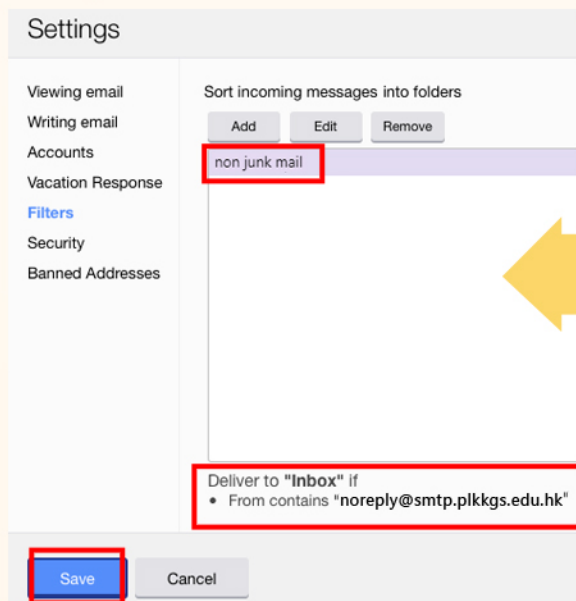 Settings
Viewing email
Writing email
Accounts
Vacation Response
Filters
Security
Banned Addresses
Sort incoming messages into folders
Add Edit Remove
non junk mail
Deliver to "Inbox" if
• From contains "noreply@smtp.plkkgs.edu.hk"
Save Cancel